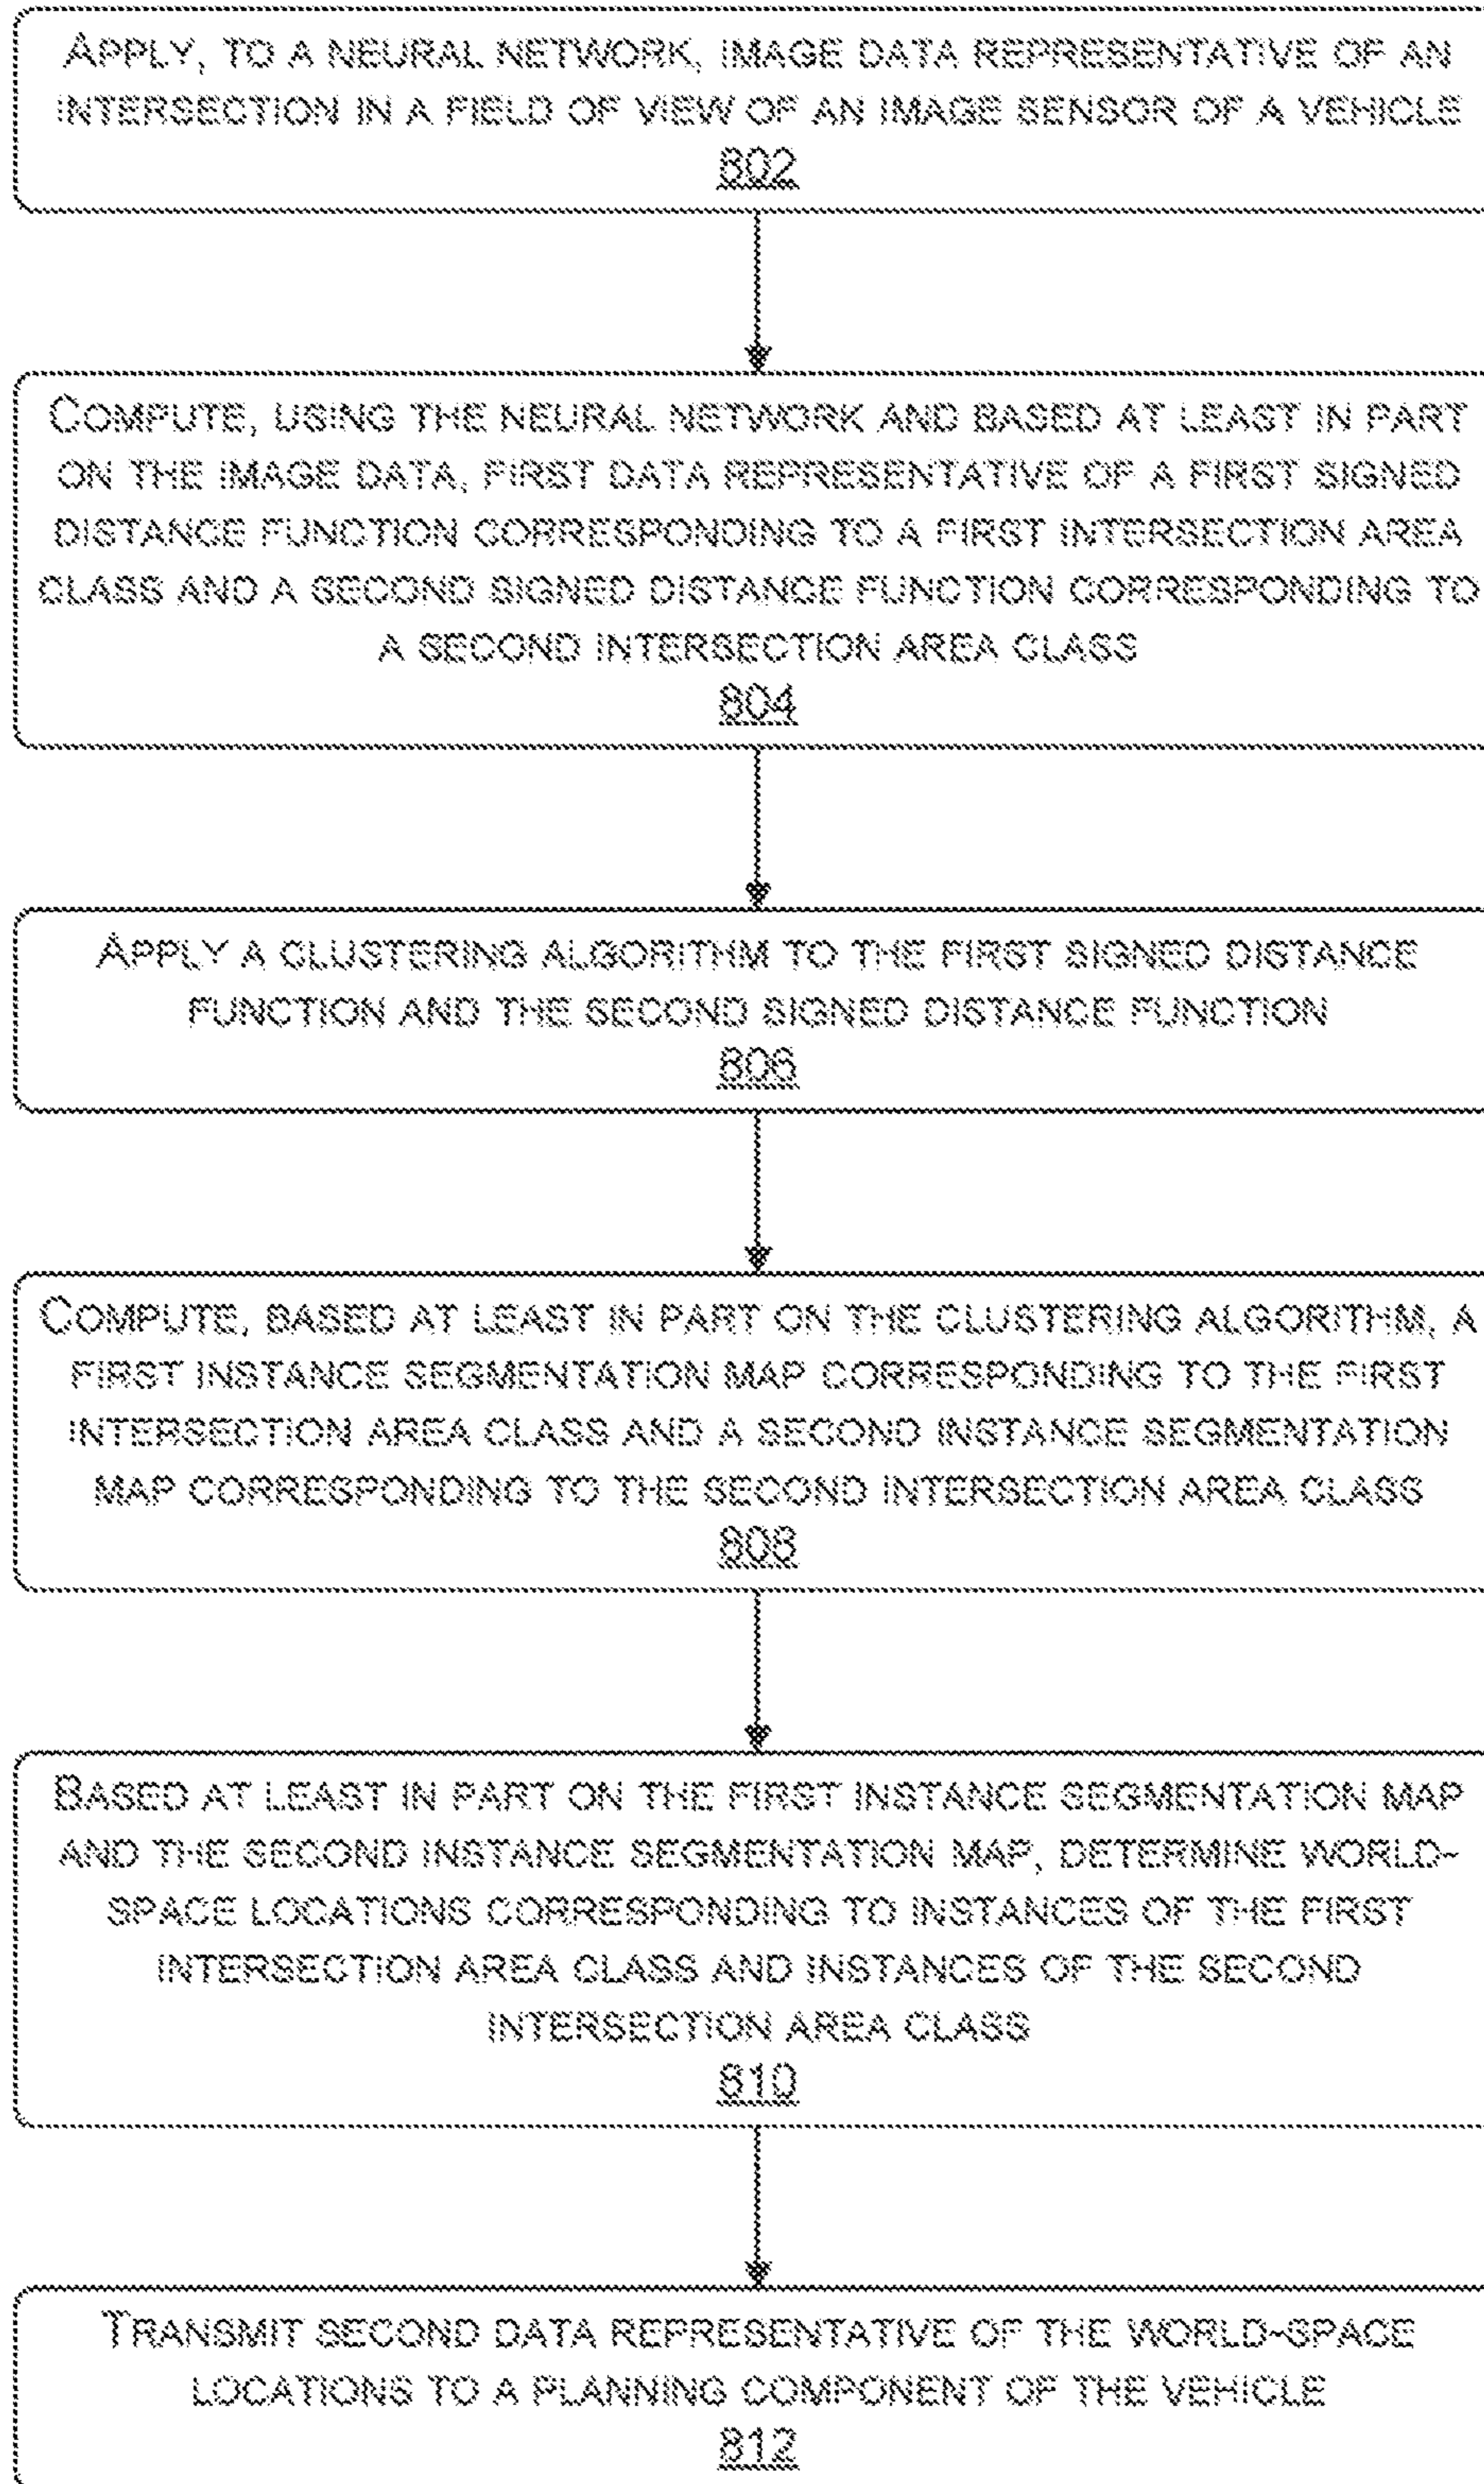 APPLY, TO A NEURAL NETWORK, IMAGE DATA REPRESENTATIVE OF AN
INTERSECTION IN A FIELD OF VIEW OF AN IMAGE SENSOR OF A VEHICLE
802
COMPUTE, USING THE NEURAL NETWORK AND BASED AT LEAST IN PART
ON THE IMAGE DATA, FIRST DATA REPRESENTATIVE OF A FIRST SIGNED
DISTANCE FUNCTION CORRESPONDING TO A FIRST INTERSECTION AREA
CLASS AND A SECOND SIGNED DISTANCE FUNCTION CORRESPONDING TO
A SECOND INTERSECTION AREA CLASS
804
APPLY A CLUSTERING ALGORITHM TO THE FIRST SIGNED DISTANCE
FUNCTION AND THE SECOND SIGNED DISTANCE FUNCTION
806
COMPUTE, BASED AT LEAST IN PART ON THE CLUSTERING ALGORITHM, A
FIRST INSTANCE SEGMENTATION MAP CORRESPONDING TO THE FIRST
INTERSECTION AREA CLASS AND A SECOND INSTANCE SEGMENTATION
MAP CORRESPONDING TO THE SECOND INTERSECTION AREA CLASS
808
BASED AT LEAST IN PART ON THE FIRST INSTANCE SEGMENTATION MAP
AND THE SECOND INSTANCE SEGMENTATION MAP, DETERMINE WORLD-
SPACE LOCATIONS CORRESPONDING TO INSTANCES OF THE FIRST
INTERSECTION AREA CLASS AND INSTANCES OF THE SECOND
INTERSECTION AREA CLASS
810
TRANSMIT SECOND DATA REPRESENTATIVE OF THE WORLD-SPACE
LOCATIONS TO A PLANNING COMPONENT OF THE VEHICLE
812